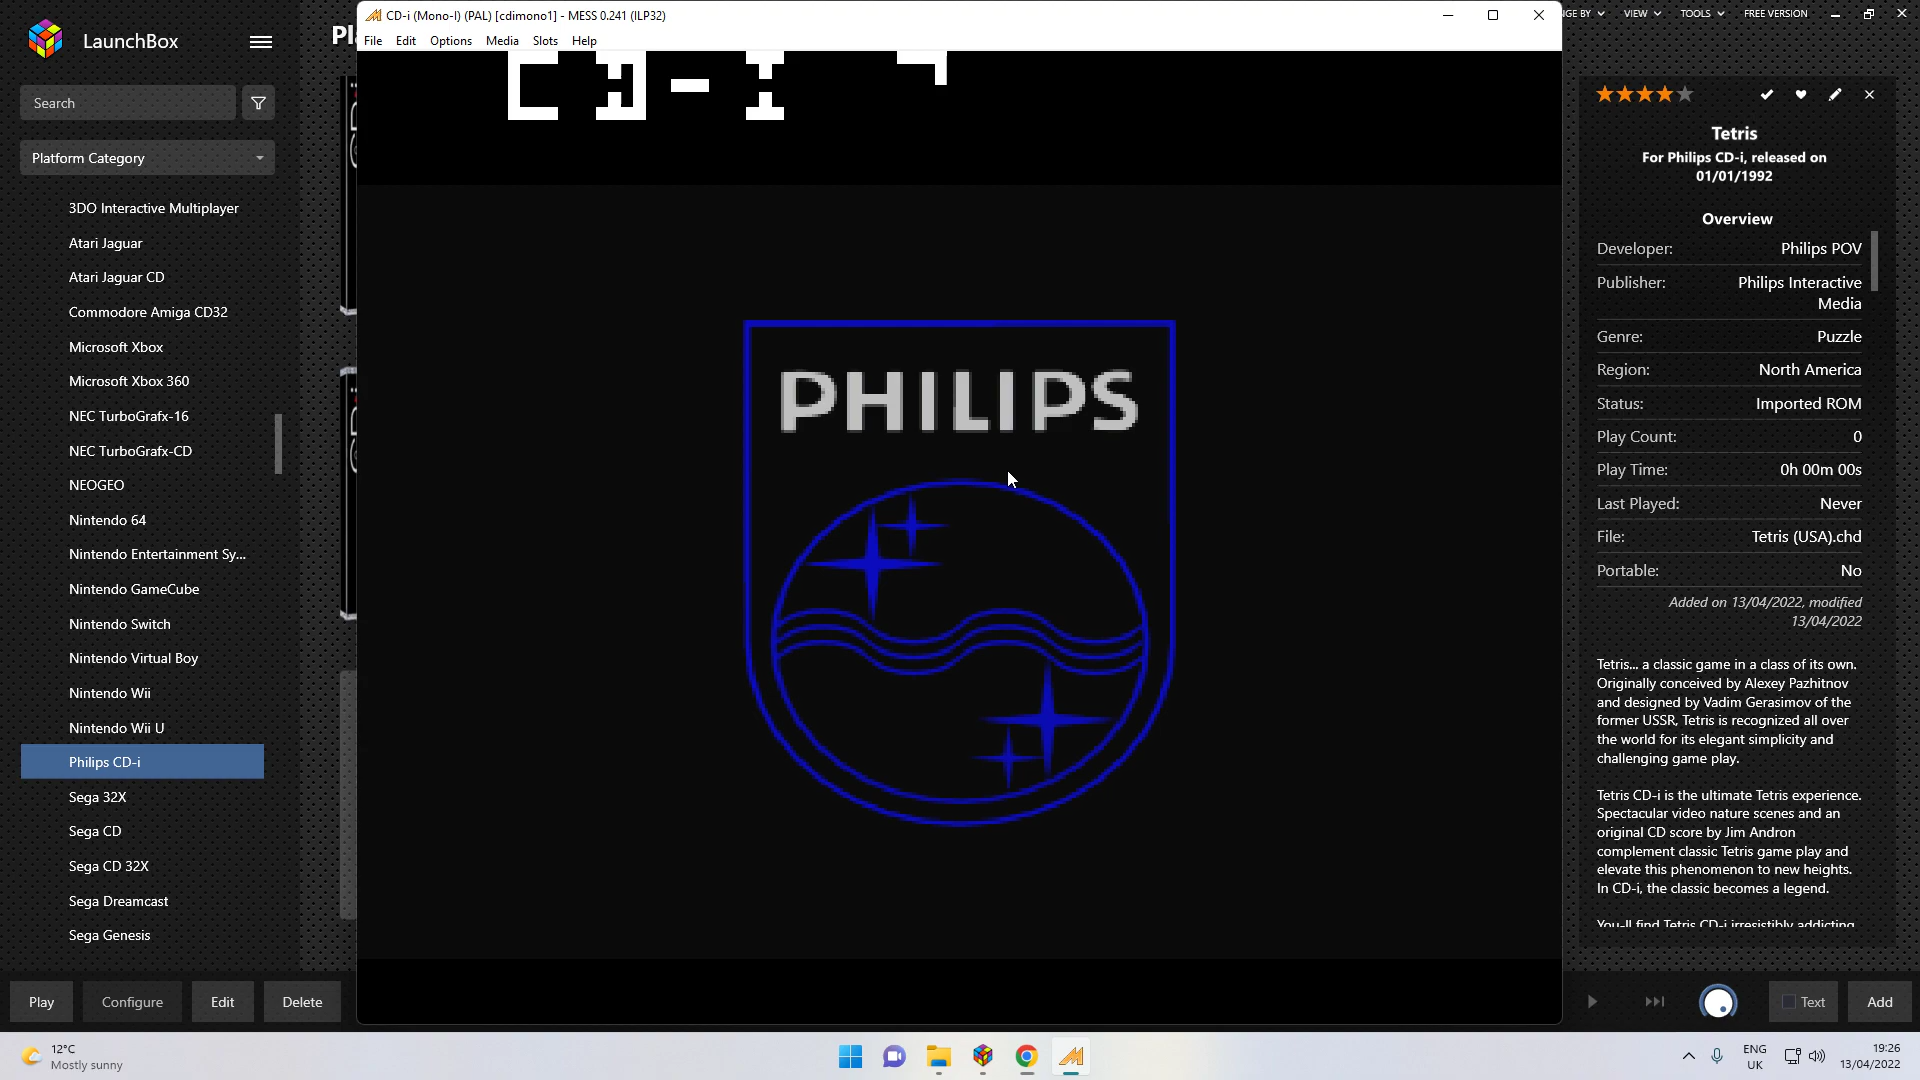 CD-i (Mono-I) (PAL) [cdimono1] - MESS 0.241 (ILP32)
File Edit Options Media Slots Help
VIEW TOOLS FREE VERSION
LaunchBox
Search
Platform Category
3DO Interactive Multiplayer
Atari Jaguar
Atari Jaguar CD
Commodore Amiga CD32
Microsoft Xbox
Microsoft Xbox 360
NEC TurboGrafx-16
NEC TurboGrafx-CD
NEOGEO
Nintendo 64
Nintendo Entertainment Sy...
Nintendo GameCube
Nintendo Switch
Nintendo Virtual Boy
Nintendo Wii
Nintendo Wii U
Philips CD-i
Sega 32X
Sega CD
Sega CD 32X
Sega Dreamcast
Sega Genesis
Play Configure Edit Delete
PHILIPS
Tetris
For Philips CD-i, released on
01/01/1992
Overview
Developer: Philips POV
Publisher: Philips Interactive
Media
Genre: Puzzle
Region: North America
Status: Imported ROM
Play Count: 0
Play Time: 0h 00m 00s
Last Played: Never
File: Tetris (USA).chd
Portable: No
Added on 13/04/2022, modified
13/04/2022
Tetris... a classic game in a class of its own.
Originally conceived by Alexey Pazhitnov
and designed by Vadim Gerasimov of the
former USSR, Tetris is recognized all over
the world for its elegant simplicity and
challenging game play.
Tetris CD-i is the ultimate Tetris experience.
Spectacular video nature scenes and an
original CD score by Jim Andron
complement classic Tetris game play and
elevate this phenomenon to new heights.
In CD-i, the classic becomes a legend.
You-ll find Tetris CD-i irresistibly addicting
Text Add
12°C
Mostly sunny
ENG
UK
19:26
13/04/2022